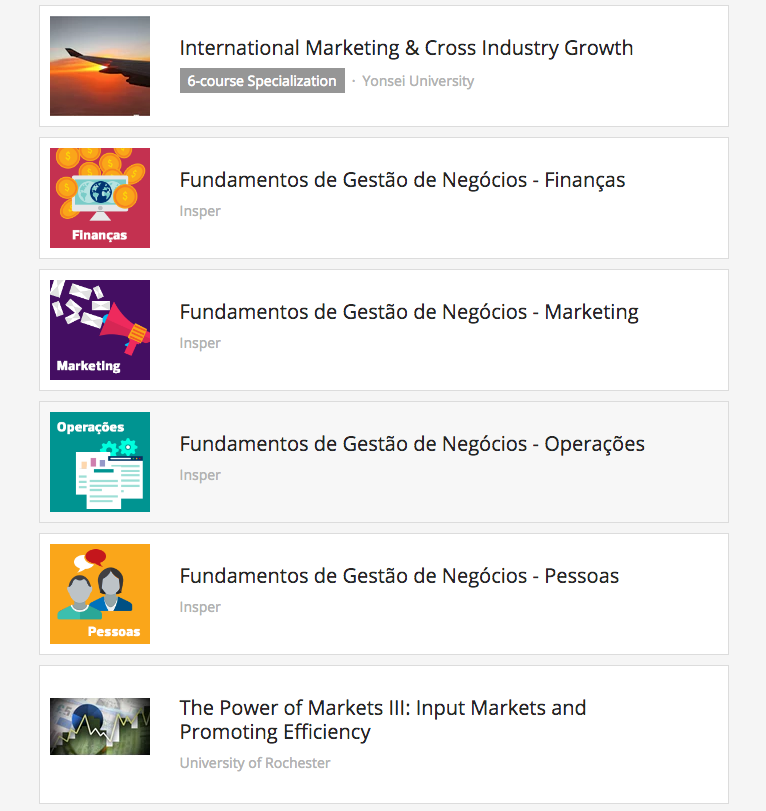 International Marketing & Cross Industry Growth
6-course Specialization · Yonsei University
Finanças
Fundamentos de Gestão de Negócios - Finanças
Insper
Marketing
Fundamentos de Gestão de Negócios - Marketing
Insper
Operações
Fundamentos de Gestão de Negócios - Operações
Insper
Pessoas
Fundamentos de Gestão de Negócios - Pessoas
Insper
The Power of Markets III: Input Markets and
Promoting Efficiency
University of Rochester